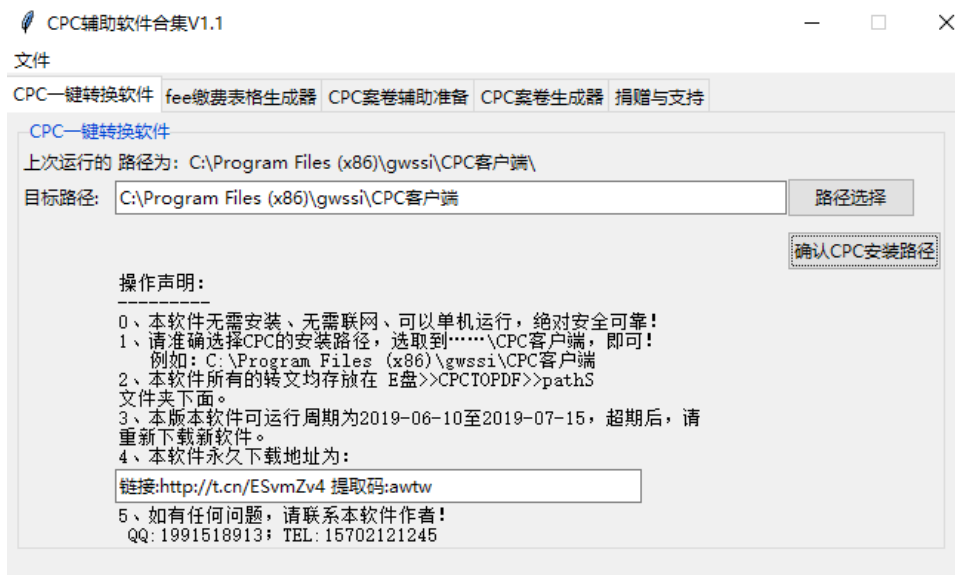 CPC辅助软件合集V1.1
文件
CPC一键转换软件 fee缴费表格生成器 CPC案卷辅助准备 CPC案卷生成器 捐赠与支持
CPC一键转换软件
上次运行的 路径为: C:\Program Files (x86)\gwssi\CPC客户端\
目标路径: C:\Program Files (x86)\gwssi\CPC客户端 路径选择
确认CPC安装路径
操作声明:
---------
0、本软件无需安装、无需联网、可以单机运行,绝对安全可靠!
1、请准确选择CPC的安装路径,选取到……\CPC客户端,即可!
例如: C:\Program Files (x86)\gwssi\CPC客户端
2、本软件所有的转文均存放在 E盘>>CPCTOPDF>>pathS
文件夹下面。
3、本版本软件可运行周期为2019-06-10至2019-07-15,超期后,请
重新下载新软件。
4、本软件永久下载地址为:
链接:http://t.cn/ESvmZv4 提取码:awtw
5、如有任何问题,请联系本软件作者!
QQ:1991518913; TEL:15702121245